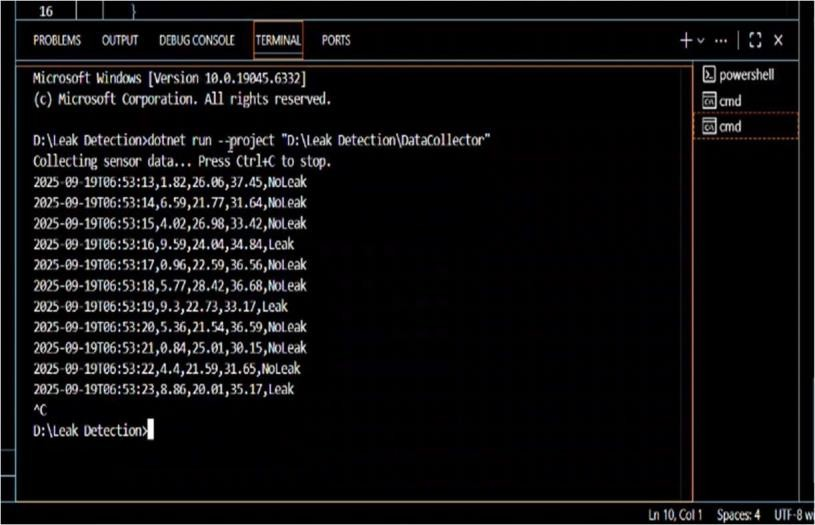 16 }
PROBLEMS OUTPUT DEBUG CONSOLE TERMINAL PORTS
powershell
cmd
cmd
Microsoft Windows [Version 10.0.19045.6332]
(c) Microsoft Corporation. All rights reserved.
D:\Leak Detection>dotnet run --project "D:\Leak Detection\DataCollector"
Collecting sensor data... Press Ctrl+C to stop.
2025-09-19T06:53:13,1.82,26.06,37.45,NoLeak
2025-09-19T06:53:14,6.59,21.77,31.64,NoLeak
2025-09-19T06:53:15,4.02,26.98,33.42,NoLeak
2025-09-19T06:53:16,9.59,24.04,34.84,Leak
2025-09-19T06:53:17,0.96,22.59,36.56,NoLeak
2025-09-19T06:53:18,5.77,28.42,36.68,NoLeak
2025-09-19T06:53:19,9.3,22.73,33.17,Leak
2025-09-19T06:53:20,5.36,21.54,36.59,NoLeak
2025-09-19T06:53:21,0.84,25.01,30.15,NoLeak
2025-09-19T06:53:22,4.4,21.59,31.65,NoLeak
2025-09-19T06:53:23,8.86,20.01,35.17,Leak
^C
D:\Leak Detection>
Ln 10, Col 1 Spaces: 4 UTF-8 w